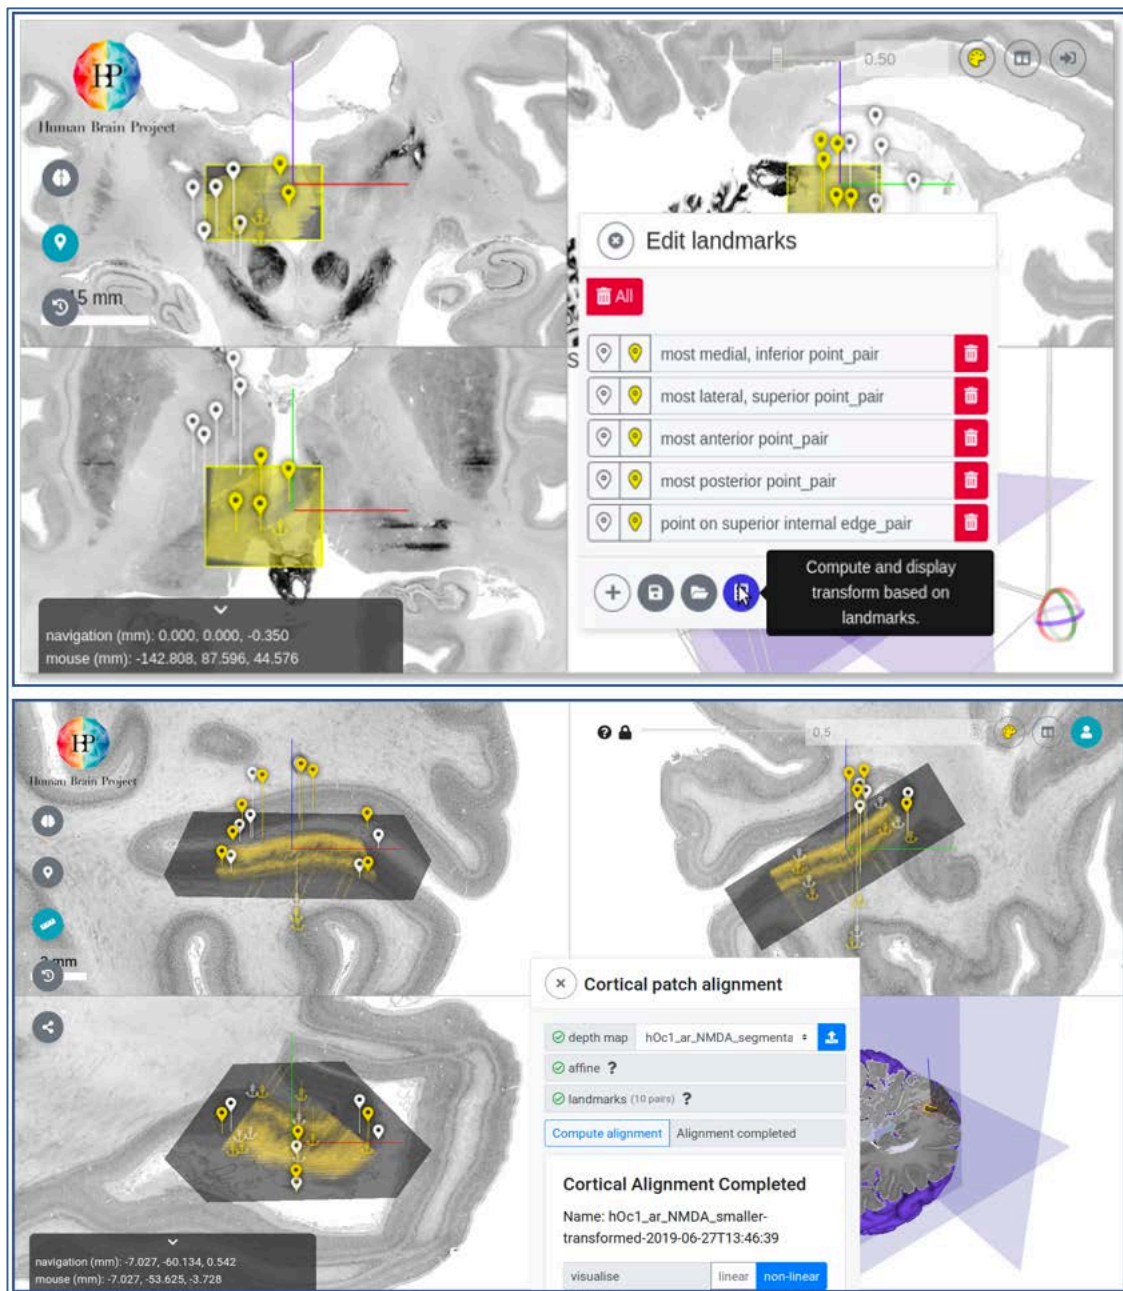 HP
Human Brain Project
0.50
Edit landmarks
All
15 mm
most medial, inferior point_pair
most lateral, superior point_pair
most anterior point_pair
most posterior point_pair
point on superior internal edge_pair
Compute and display
transform based on
landmarks.
navigation (mm): 0.000, 0.000, -0.350
mouse (mm): -142.808, 87.596, 44.576
HP
Human Brain Project
0.5
mm
Cortical patch alignment
depth map hOc1_ar_NMDA_segmenta
affine ?
landmarks (10 pairs) ?
Compute alignment Alignment completed
Cortical Alignment Completed
Name: hOc1_ar_NMDA_smaller-
transformed-2019-06-27T13:46:39
visualise linear non-linear
navigation (mm): -7.027, -60.134, 0.542
mouse (mm): -7.027, -53.625, -3.728